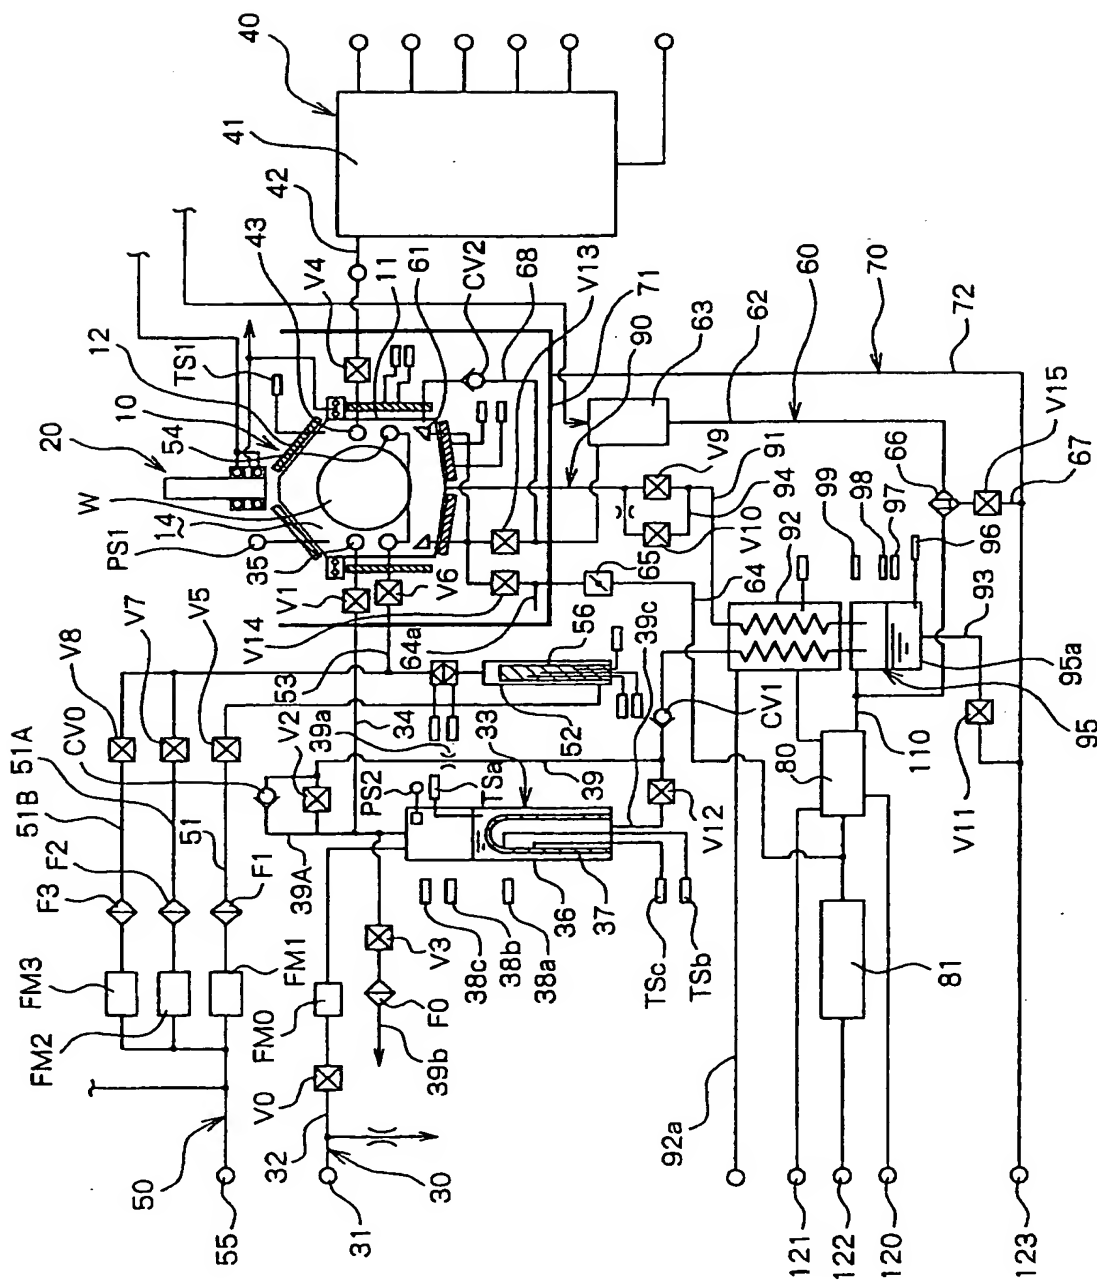 FM3
FM2
50
55
F3
51B
51A
CV0
V8
V7
V5
F2
51
F1
FM1
39A
V2
39a
53
V0
FM0
32
30
31
39b
F0
V3
38c
38b
38a
36
37
33
PS2
TSa
34
52
56
39
39c
V12
TSc
TSb
PS1
W
14
35
V1
V6
V14
64a
20
54
10
12
TS1
43
V4
11
42
61
CV2
68
V13
71
90
41
40
65
V10
V9
91
94
92
64
99
98
97
96
93
95a
95
CV1
80
110
V11
81
92a
121
122
120
123
63
62
60
70
72
66
V15
67